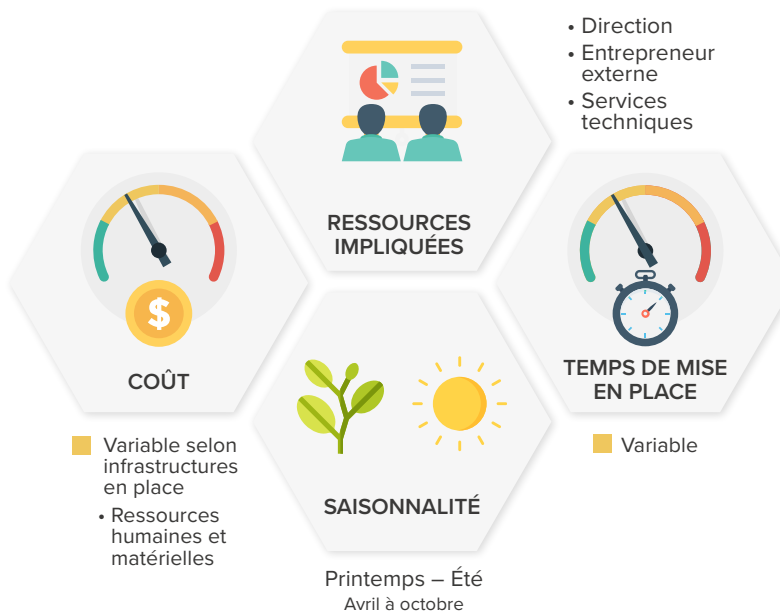 • Direction
• Entrepreneur
externe
• Services
techniques
RESSOURCES
IMPLIQUÉES
$
COÛT
Variable selon
infrastructures
en place
• Ressources
humaines et
matérielles
TEMPS DE MISE
EN PLACE
Variable
SAISONNALITÉ
Printemps – Été
Avril à octobre